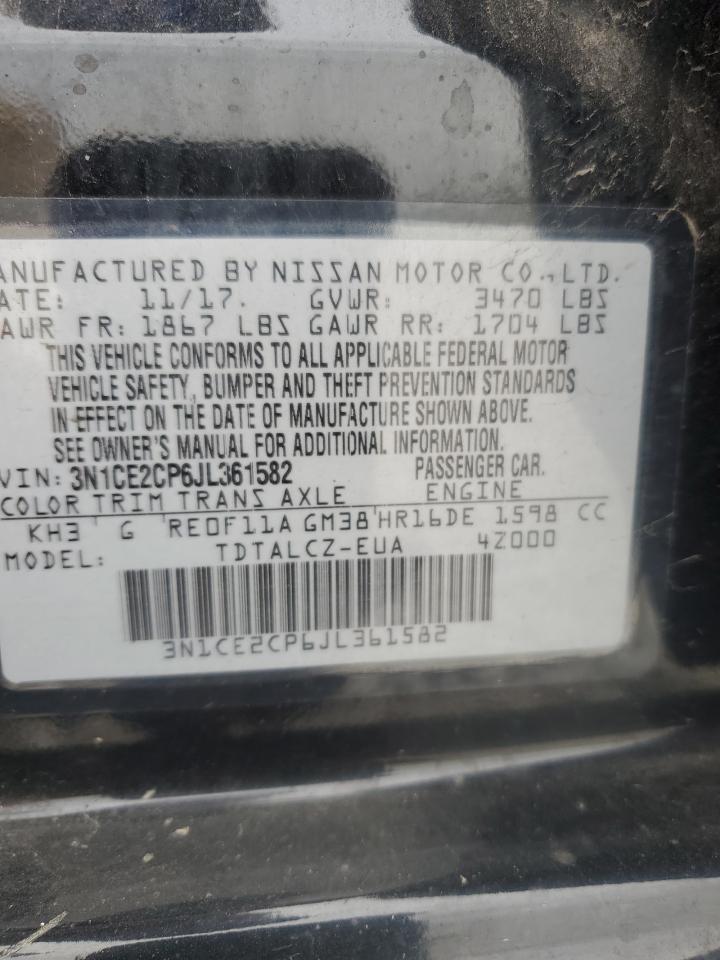 ANUFACTURED BY NISSAN MOTOR CO., LTD.
ATE: 11/17. GVWR: 3470 LBS
AWR FR: 1867 LBS GAWR RR: 1704 LBS
THIS VEHICLE CONFORMS TO ALL APPLICABLE FEDERAL MOTOR
VEHICLE SAFETY, BUMPER AND THEFT PREVENTION STANDARDS
IN EFFECT ON THE DATE OF MANUFACTURE SHOWN ABOVE.
SEE OWNER'S MANUAL FOR ADDITIONAL INFORMATION.
VIN: 3N1CE2CP6JL361582 PASSENGER CAR.
COLOR TRIM TRANS AXLE ENGINE
KH3 G RE0F11A GM38 HR16DE 1598 CC
MODEL: TDTALCZ-EUA 4Z000
3N1CE2CP6JL361582